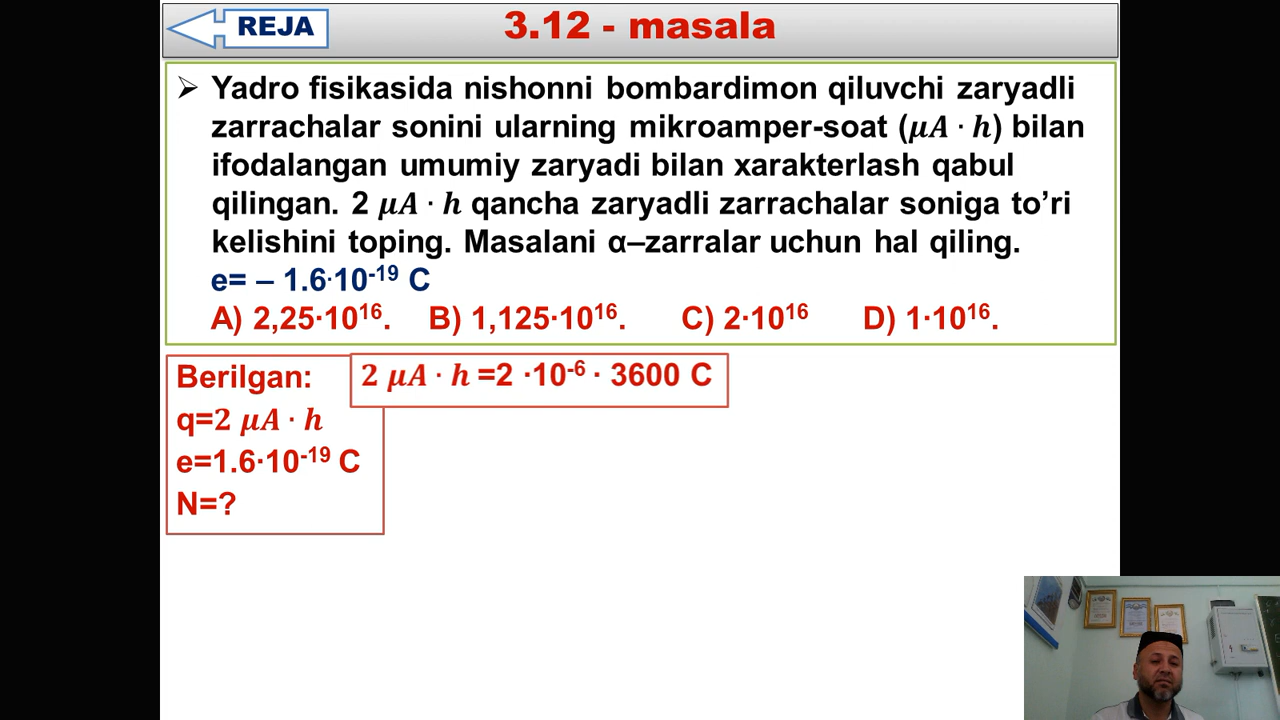 REJA
3.12 - masala
➢ Yadro fisikasida nishonni bombardimon qiluvchi zaryadli
zarrachalar sonini ularning mikroamper-soat (μA · h) bilan
ifodalangan umumiy zaryadi bilan xarakterlash qabul
qilingan. 2 μA · h qancha zaryadli zarrachalar soniga to’ri
kelishini toping. Masalani α–zarralar uchun hal qiling.
e= – 1.6·10⁻¹⁹ C
A) 2,25·10¹⁶. B) 1,125·10¹⁶. C) 2·10¹⁶ D) 1·10¹⁶.
Berilgan:
q=2 μA · h
e=1.6·10⁻¹⁹ C
N=?
2 μA · h =2 ·10⁻⁶ · 3600 C